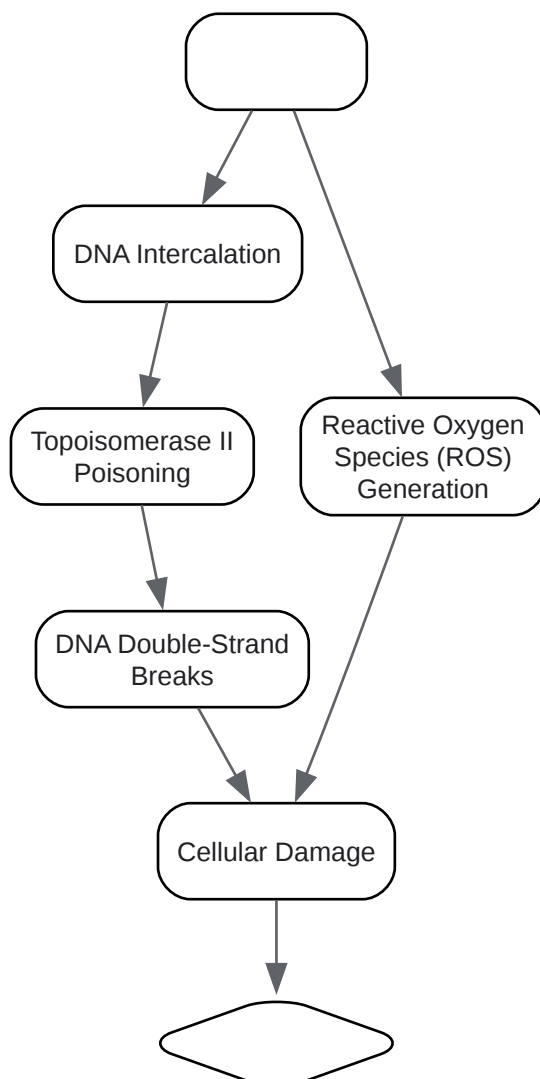 DNA Intercalation
Topoisomerase II
Poisoning
Reactive Oxygen
Species (ROS)
Generation
DNA Double-Strand
Breaks
Cellular Damage